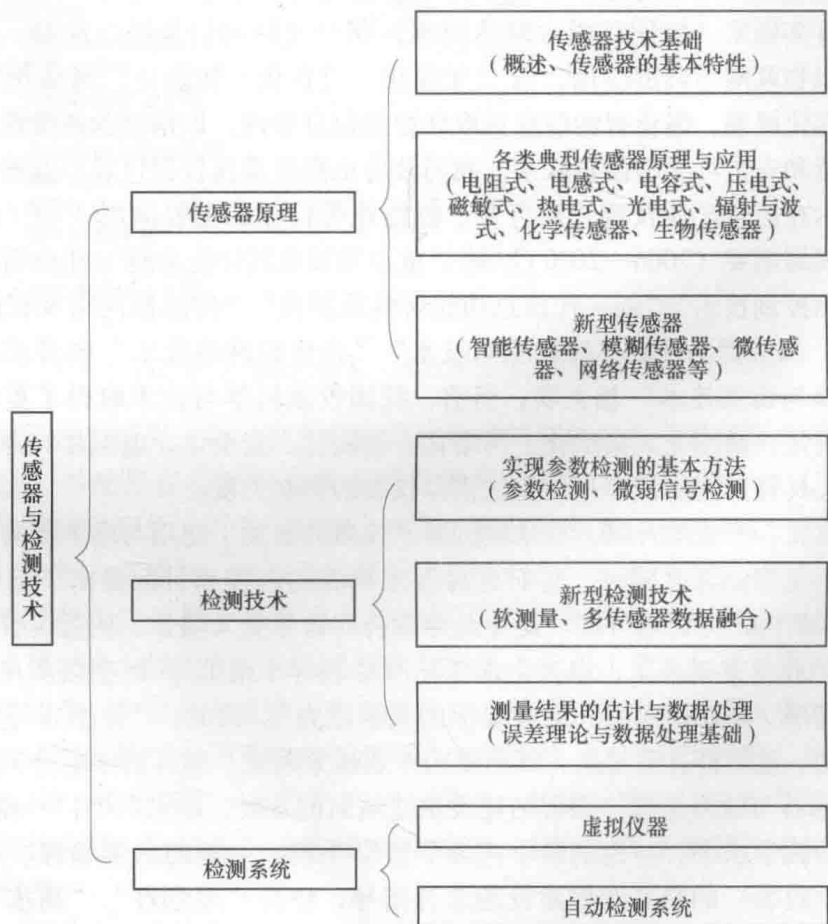 传感器技术基础
(概述、传感器的基本特性)
各类典型传感器原理与应用
(电阻式、电感式、电容式、压电式、
磁敏式、热电式、光电式、辐射与波
式、化学传感器、生物传感器)
传感器原理
新型传感器
(智能传感器、模糊传感器、微传感
器、网络传感器等)
传感器与检测技术
实现参数检测的基本方法
(参数检测、微弱信号检测)
检测技术
新型检测技术
(软测量、多传感器数据融合)
测量结果的估计与数据处理
(误差理论与数据处理基础)
检测系统
虚拟仪器
自动检测系统